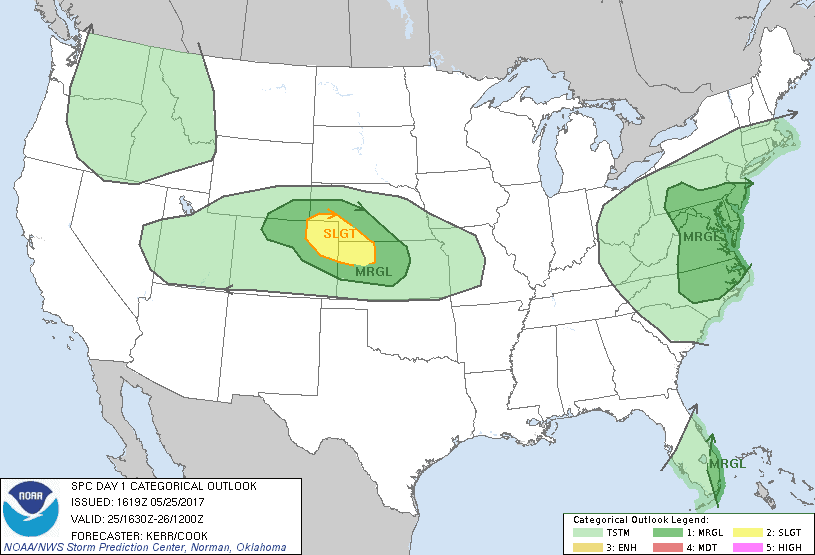 SLGT
MRGL
MRGL
MRGL
NOAA
SPC DAY 1 CATEGORICAL OUTLOOK
ISSUED: 1619Z 05/25/2017
VALID: 25/1630Z-26/1200Z
FORECASTER: KERR/COOK
NOAA/NWS Storm Prediction Center, Norman, Oklahoma
Categorical Outlook Legend:
TSTM 1: MRGL 2: SLGT
3: ENH 4: MDT 5: HIGH